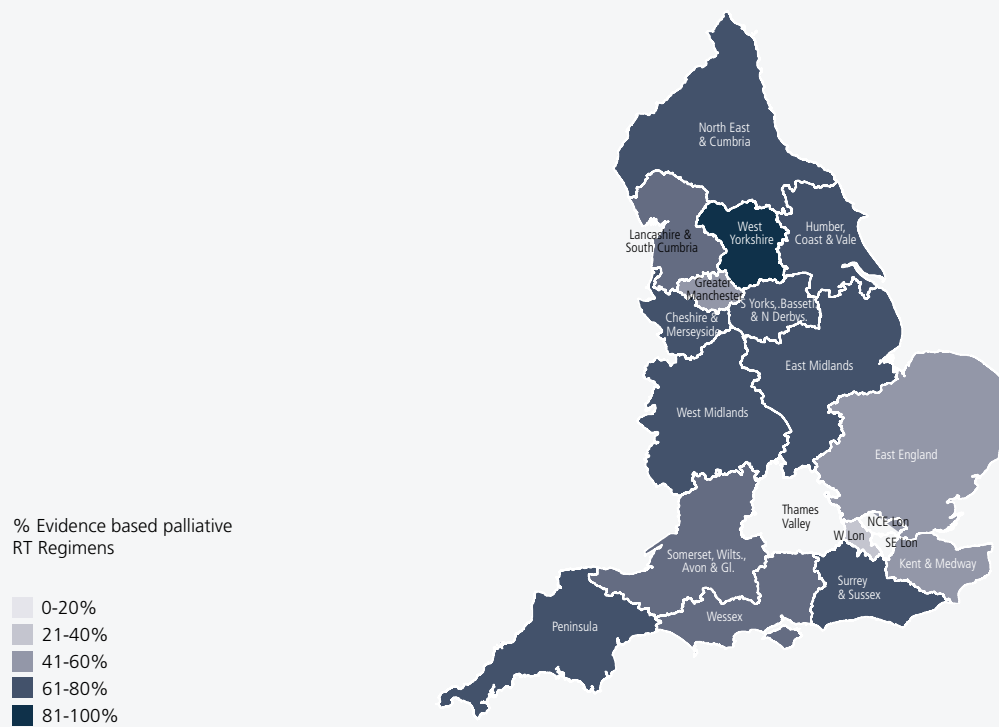 North East
& Cumbria
West
Yorkshire
Humber,
Coast & Vale
Lancashire &
South Cumbria
Greater
Manchester
S Yorks,.Bassetl.
& N Derbys.
Cheshire &
Merseyside
East Midlands
West Midlands
East England
Thames
Valley
NCE Lon
W Lon
SE Lon
Somerset, Wilts.,
Avon & Gl.
Kent & Medway
Surrey
& Sussex
Wessex
Peninsula
% Evidence based palliative
RT Regimens
0-20%
21-40%
41-60%
61-80%
81-100%